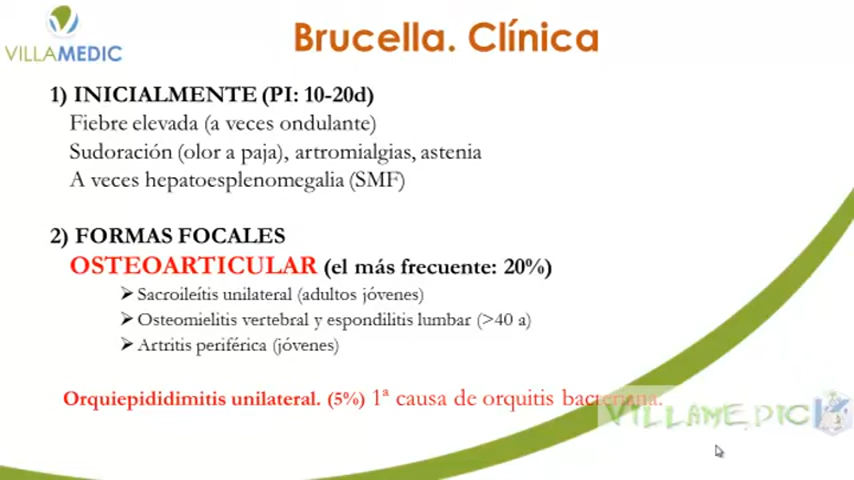 VILLAMEDIC
Brucella. Clínica
1) INICIALMENTE (PI: 10-20d)
Fiebre elevada (a veces ondulante)
Sudoración (olor a paja), artromialgias, astenia
A veces hepatoesplenomegalia (SMF)
2) FORMAS FOCALES
OSTEOARTICULAR (el más frecuente: 20%)
Sacroileítis unilateral (adultos jóvenes)
Osteomielitis vertebral y espondilitis lumbar (>40 a)
Artritis periférica (jóvenes)
Orquiepididimitis unilateral. (5%) 1ª causa de orquitis bacteriana.
VILLAMEDIC